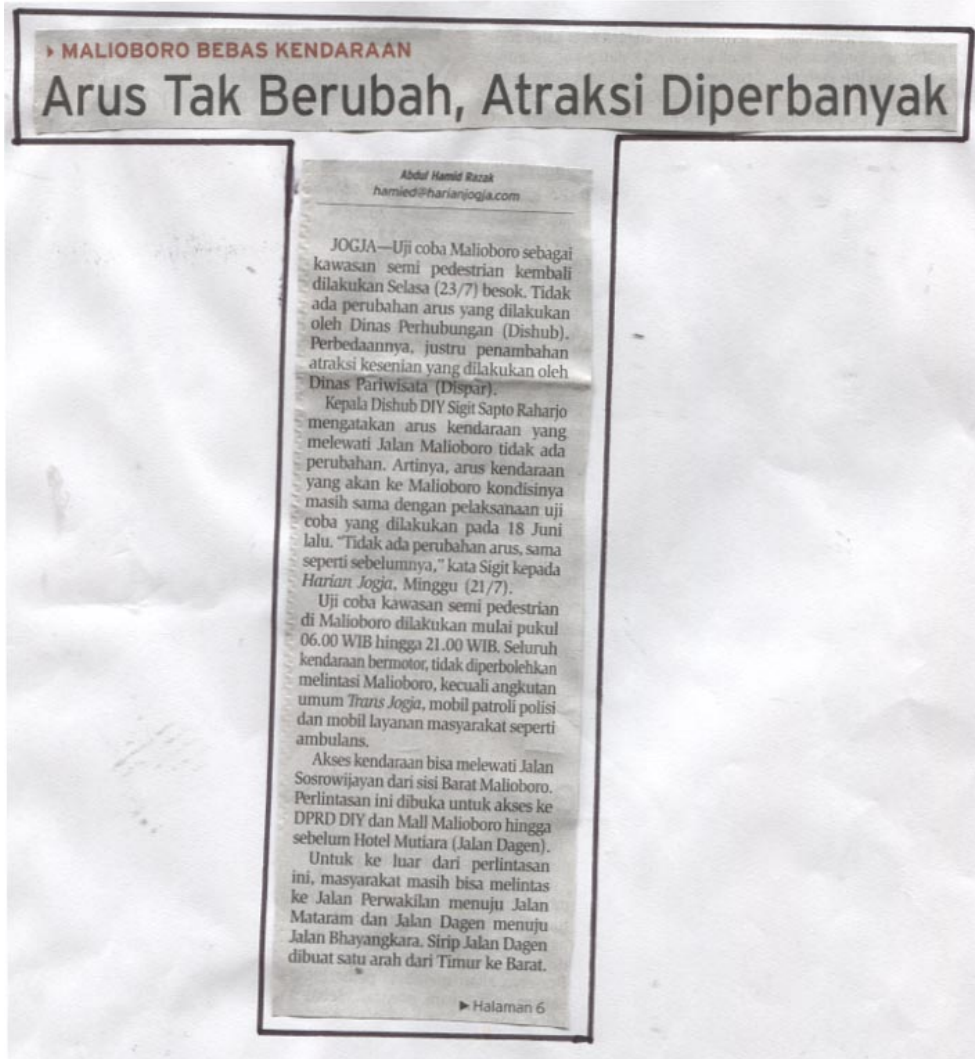 ▸ MALIOBORO BEBAS KENDARAAN
Arus Tak Berubah, Atraksi Diperbanyak
Abdul Hamid Razak
hamied@harianjogja.com
JOGJA—Uji coba Malioboro sebagai
kawasan semi pedestrian kembali
dilakukan Selasa (23/7) besok. Tidak
ada perubahan arus yang dilakukan
oleh Dinas Perhubungan (Dishub).
Perbedaannya, justru penambahan
atraksi kesenian yang dilakukan oleh
Dinas Pariwisata (Dispar).
Kepala Dishub DIY Sigit Sapto Raharjo
mengatakan arus kendaraan yang
melewati Jalan Malioboro tidak ada
perubahan. Artinya, arus kendaraan
yang akan ke Malioboro kondisinya
masih sama dengan pelaksanaan uji
coba yang dilakukan pada 18 Juni
lalu. "Tidak ada perubahan arus, sama
seperti sebelumnya," kata Sigit kepada
Harian Jogja, Minggu (21/7).
Uji coba kawasan semi pedestrian
di Malioboro dilakukan mulai pukul
06.00 WIB hingga 21.00 WIB. Seluruh
kendaraan bermotor, tidak diperbolehkan
melintasi Malioboro, kecuali angkutan
umum Trans Jogja, mobil patroli polisi
dan mobil layanan masyarakat seperti
ambulans.
Akses kendaraan bisa melewati Jalan
Sosrowijayan dari sisi Barat Malioboro.
Perlintasan ini dibuka untuk akses ke
DPRD DIY dan Mall Malioboro hingga
sebelum Hotel Mutiara (Jalan Dagen).
Untuk ke luar dari perlintasan
ini, masyarakat masih bisa melintas
ke Jalan Perwakilan menuju Jalan
Mataram dan Jalan Dagen menuju
Jalan Bhayangkara. Sirip Jalan Dagen
dibuat satu arah dari Timur ke Barat.
▶ Halaman 6